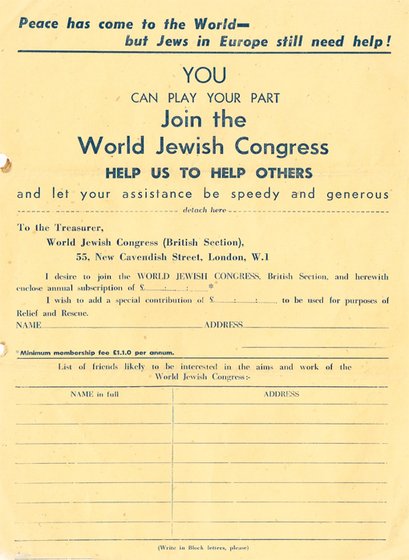 Peace has come to the World—
but Jews in Europe still need help!
YOU
CAN PLAY YOUR PART
Join the
World Jewish Congress
HELP US TO HELP OTHERS
and let your assistance be speedy and generous
detach here
To the Treasurer,
World Jewish Congress (British Section),
55, New Cavendish Street, London, W.1
I desire to join the WORLD JEWISH CONGRESS, British Section, and herewith
enclose annual subscription of £......:......:......*
I wish to add a special contribution of £......:......:......, to be used for purposes of
Relief and Rescue.
NAME ADDRESS
*Minimum membership fee £1.1.0 per annum.
List of friends likely to be interested in the aims and work of the
World Jewish Congress:-
NAME in full ADDRESS
(Write in Block letters, please)